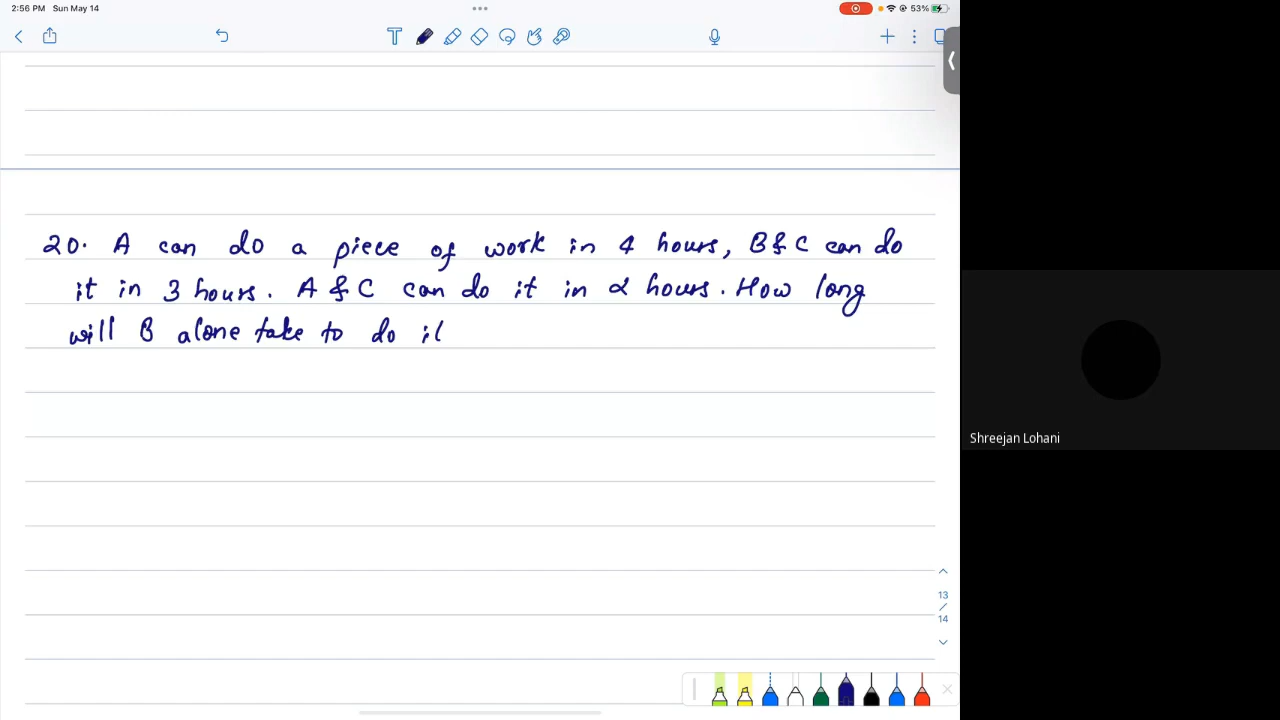 2:56 PM Sun May 14
53%
T
20. A can do a piece of work in 4 hours, B & C can do
it in 3 hours. A & C can do it in 2 hours. How long
will B alone take to do it
Shreejan Lohani
13
/
14